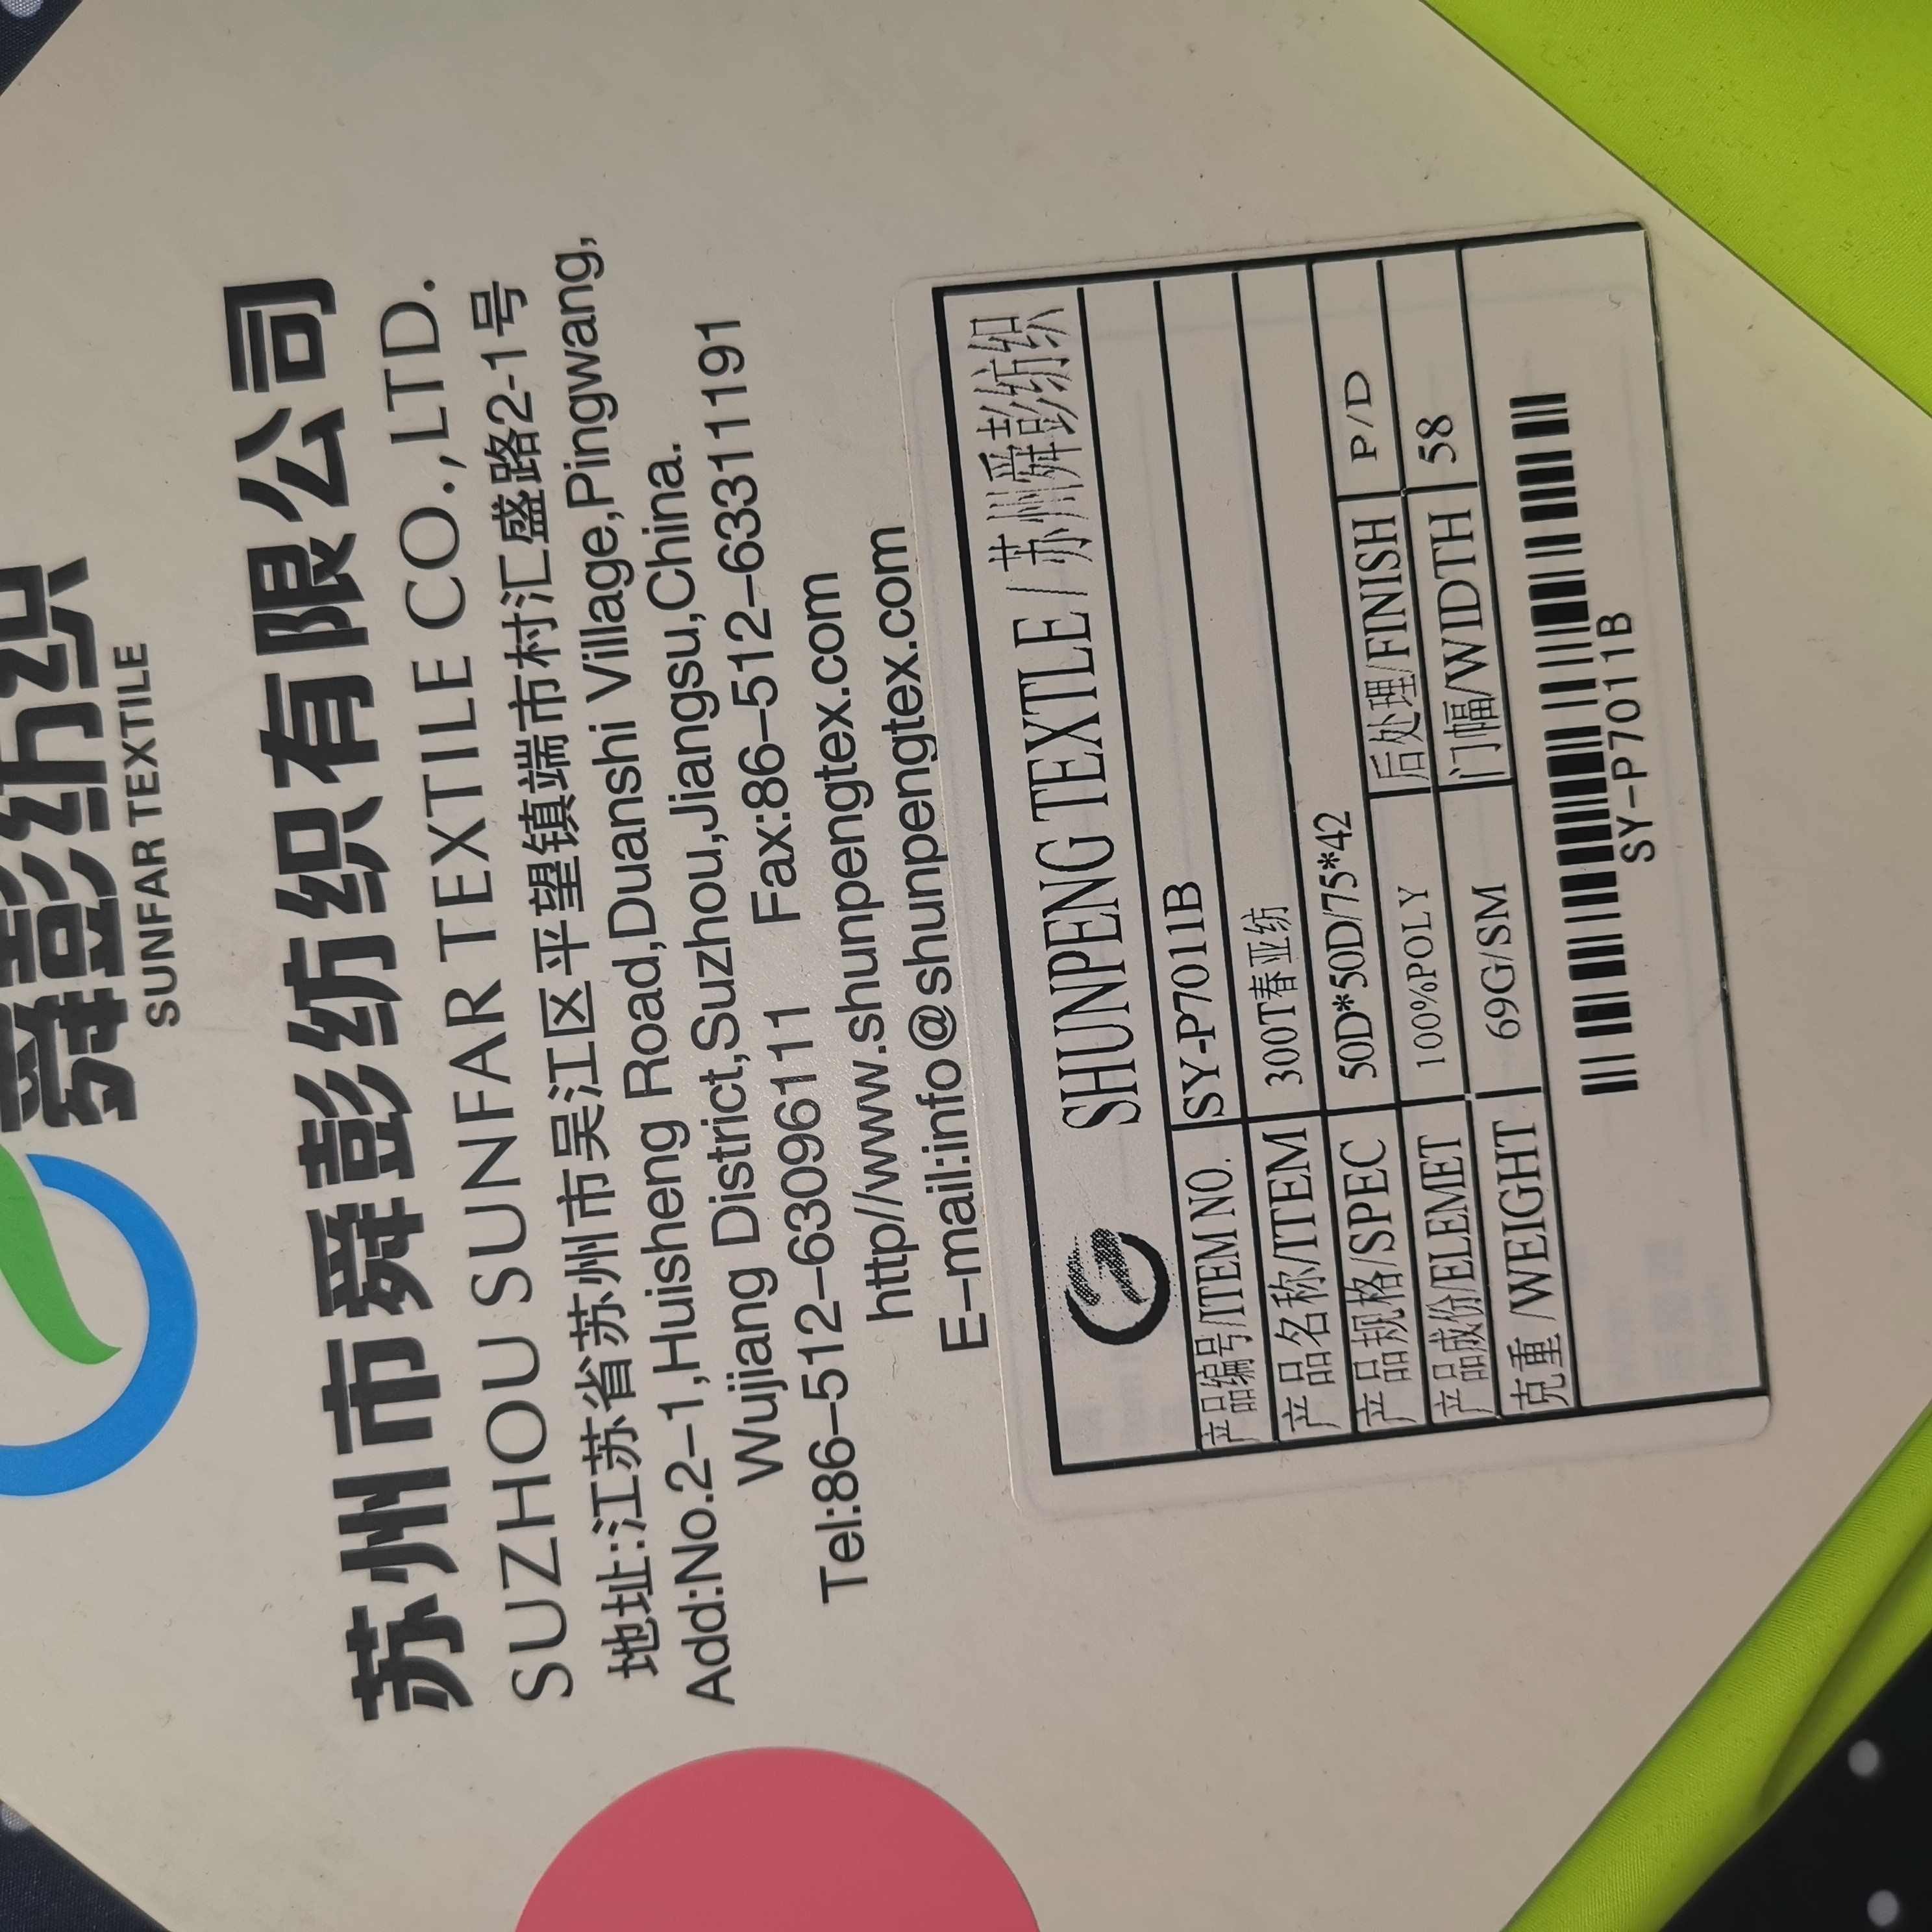 舜彭纺织
SUNFAR TEXTILE
苏州市舜彭纺织有限公司
SUZHOU SUNFAR TEXTILE CO.,LTD.
地址:江苏省苏州市吴江区平望镇端市村汇盛路2-1号
Add:No.2-1,Huisheng Road,Duanshi Village,Pingwang,
Wujiang District,Suzhou,Jiangsu,China.
Tel:86-512-63096111 Fax:86-512-63311191
http//www.shunpengtex.com
E-mail:info@shunpengtex.com
SHUNPENG TEXTLE / 苏州舜彭纺织
产品编号/ITEM NO. SY-P7011B
产品名称/ITEM 300T春亚纺
产品规格/SPEC 50D*50D/75*42
产品成份/ELEMET 100%POLY 后处理/FINISH P/D
克重 /WEIGHT 69G/SM 门幅/WIDTH 58
SY-P7011B